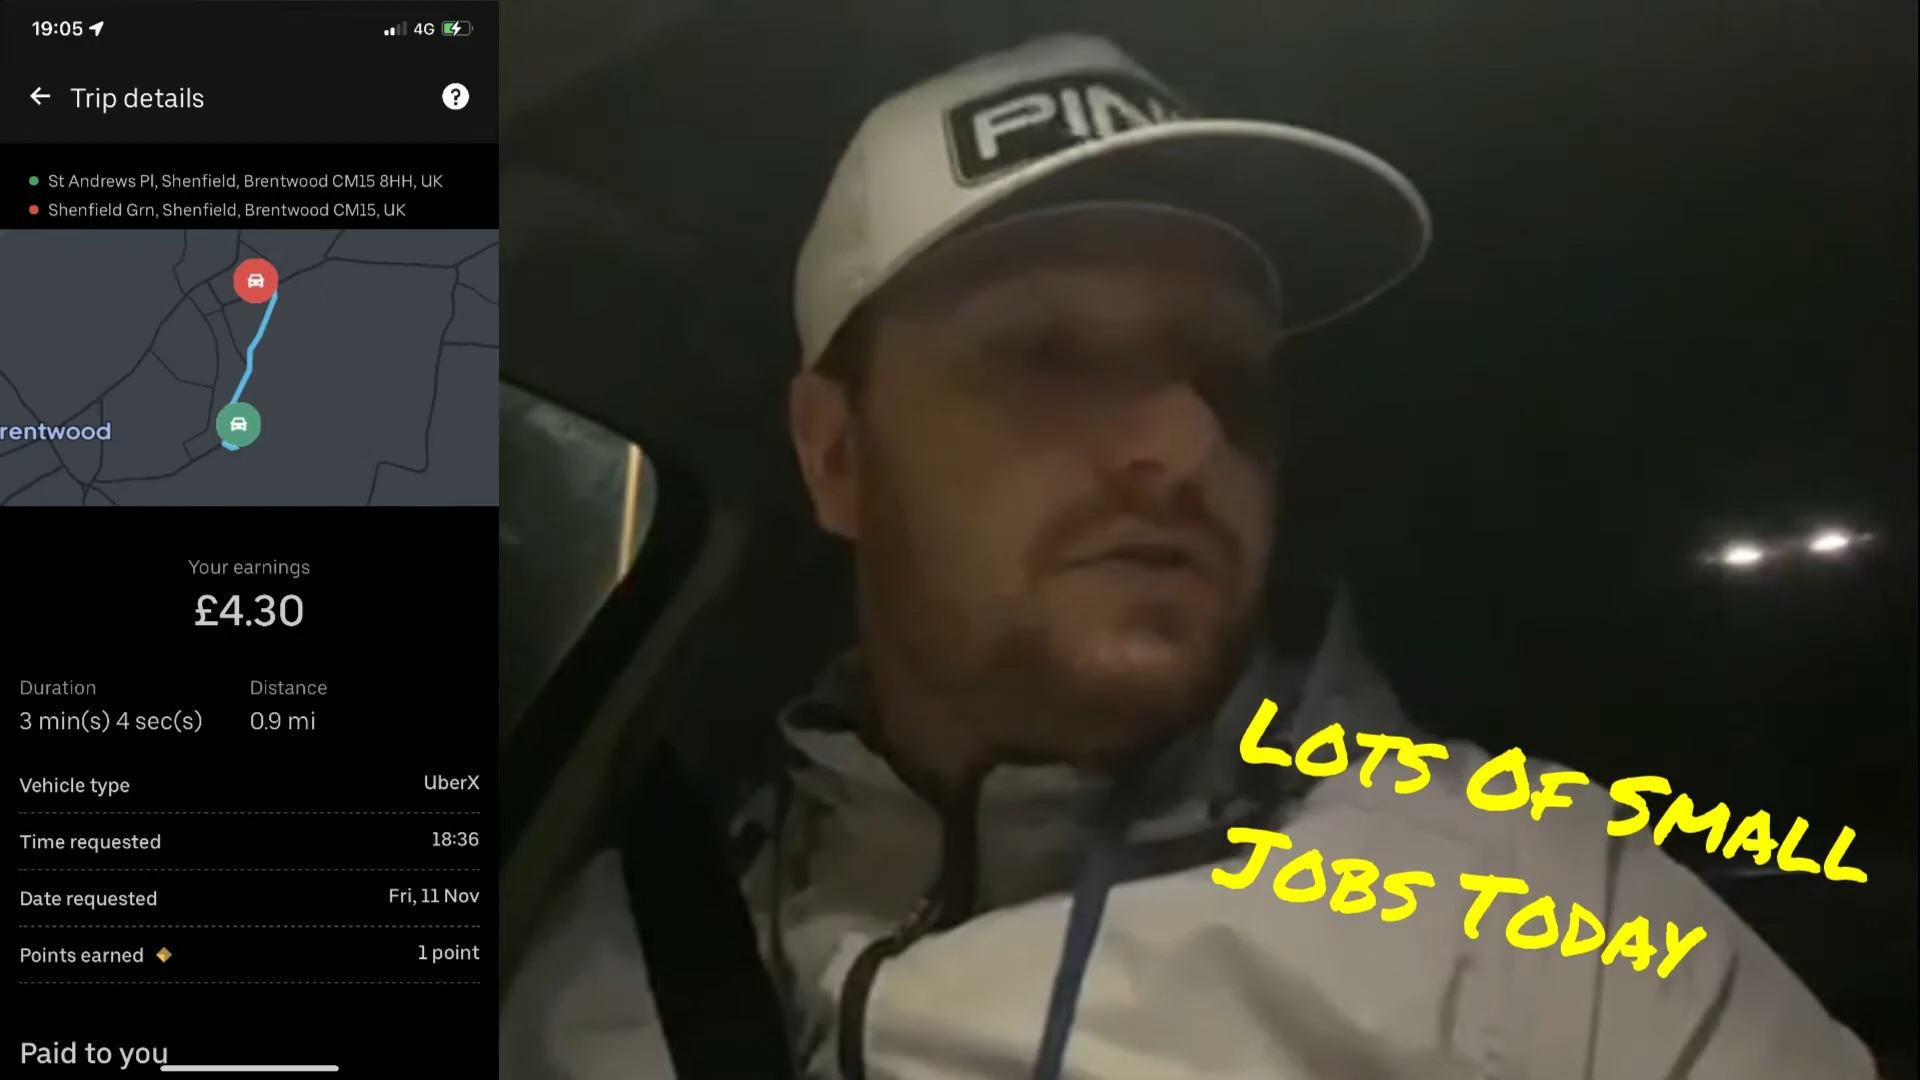 19:05
4G
Trip details
?
St Andrews Pl, Shenfield, Brentwood CM15 8HH, UK
Shenfield Grn, Shenfield, Brentwood CM15, UK
rentwood
Your earnings
£4.30
Duration
Distance
3 min(s) 4 sec(s)
0.9 mi
Vehicle type
UberX
Time requested
18:36
Date requested
Fri, 11 Nov
Points earned
1 point
Paid to you
PIN
Lots Of Small
Jobs Today